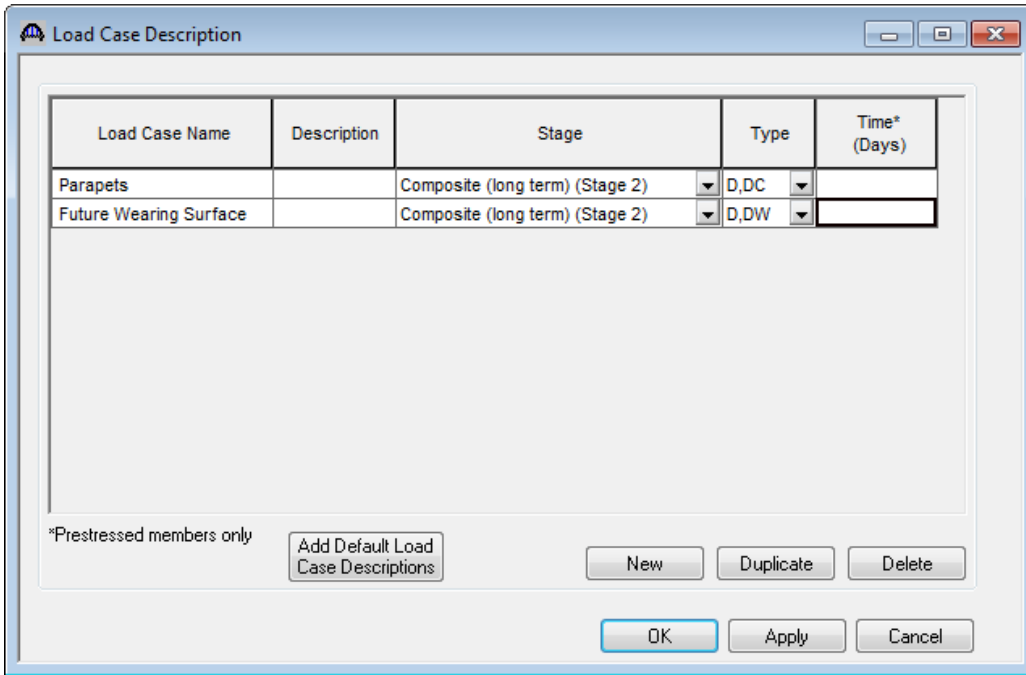 Load Case Description
Load Case Name Description Stage Type Time*
(Days)
Parapets Composite (long term) (Stage 2) D,DC
Future Wearing Surface Composite (long term) (Stage 2) D,DW
*Prestressed members only
Add Default Load
Case Descriptions
New Duplicate Delete
OK Apply Cancel